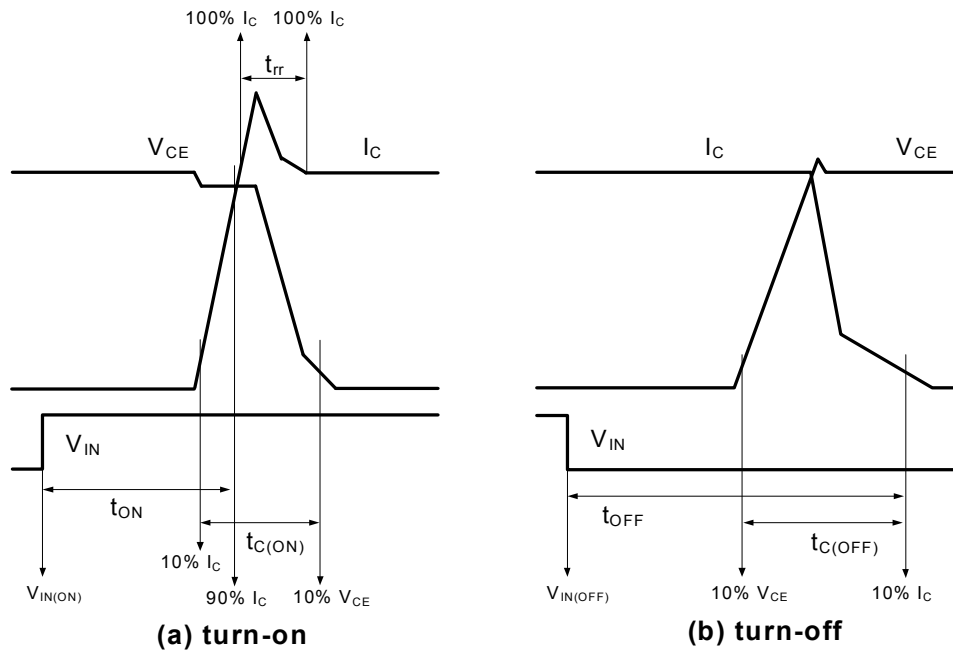 100% IC 100% IC
trr
VCE IC
IC VCE
VIN
VIN
tON
tOFF
tC(ON)
tC(OFF)
10% IC
VIN(ON)
90% IC 10% VCE
VIN(OFF)
10% VCE 10% IC
(a) turn-on
(b) turn-off